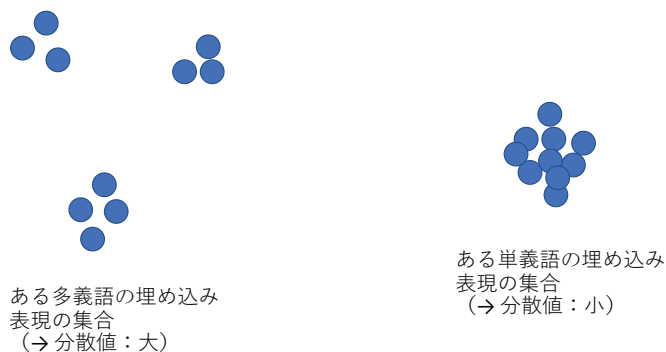 ある多義語の埋め込み
表現の集合
（→ 分散値：大）
ある単義語の埋め込み
表現の集合
（→ 分散値：小）